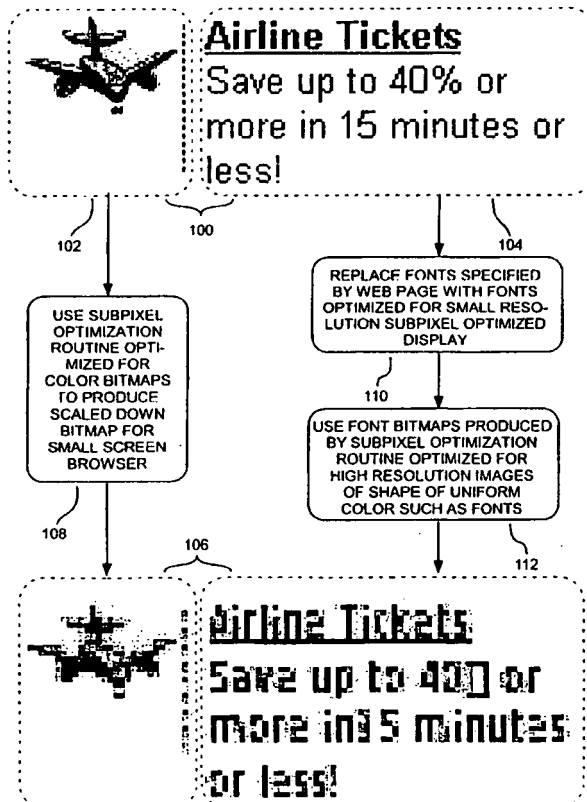 Airline Tickets
Save up to 40% or
more in 15 minutes or
less!
102
100
104
REPLACE FONTS SPECIFIED
BY WEB PAGE WITH FONTS
OPTIMIZED FOR SMALL RESO-
LUTION SUBPIXEL OPTIMIZED
DISPLAY
110
USE SUBPIXEL
OPTIMIZATION
ROUTINE OPTI-
MIZED FOR
COLOR BITMAPS
TO PRODUCE
SCALED DOWN
BITMAP FOR
SMALL SCREEN
BROWSER
108
USE FONT BITMAPS PRODUCED
BY SUBPIXEL OPTIMIZATION
ROUTINE OPTIMIZED FOR
HIGH RESOLUTION IMAGES
OF SHAPE OF UNIFORM
COLOR SUCH AS FONTS
112
106
Airline Tickets
Save up to or
more in 15 minutes
or less!